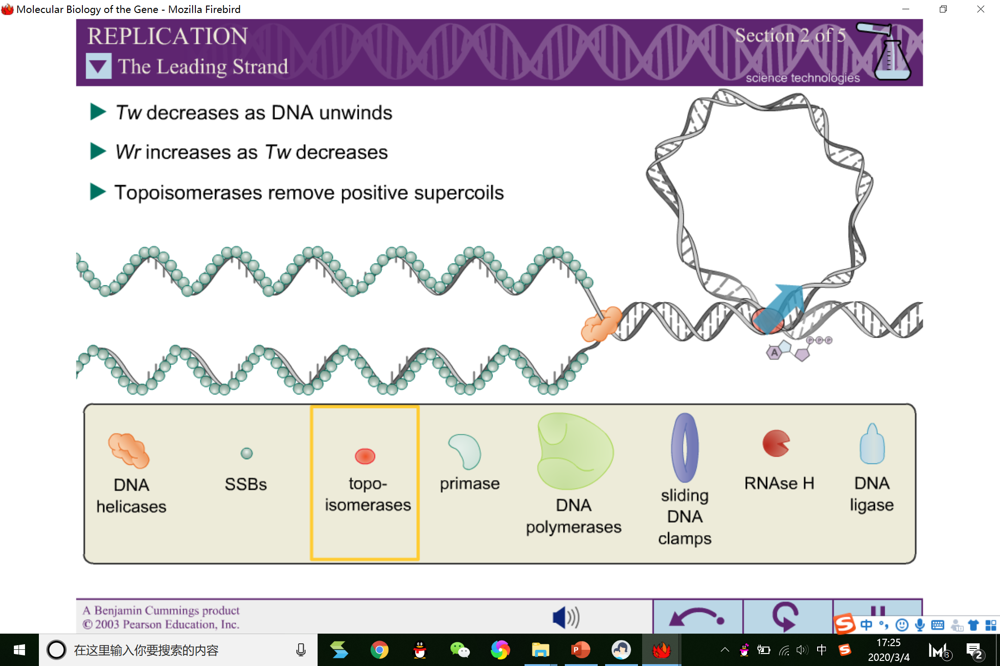 Molecular Biology of the Gene - Mozilla Firebird
REPLICATION
Section 2 of 5
The Leading Strand
science technologies
Tw decreases as DNA unwinds
Wr increases as Tw decreases
Topoisomerases remove positive supercoils
A
P P P
DNA
helicases
SSBs
topo-
isomerases
primase
DNA
polymerases
sliding
DNA
clamps
RNAse H
DNA
ligase
A Benjamin Cummings product
© 2003 Pearson Education, Inc.
S 中
在这里输入你要搜索的内容
P
中
S
17:25
2020/3/4
3
2